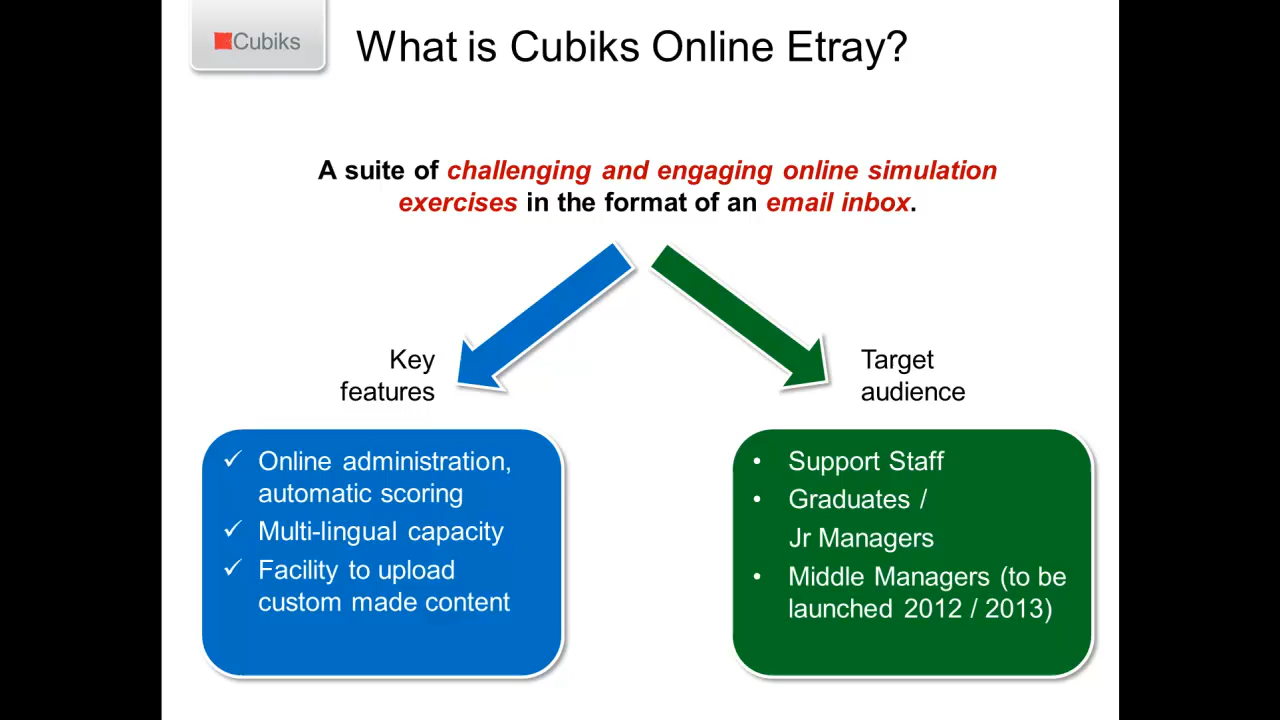 Cubiks
What is Cubiks Online Etray?
A suite of challenging and engaging online simulation
exercises in the format of an email inbox.
Key
features
Target
audience
✓ Online administration,
automatic scoring
✓ Multi-lingual capacity
✓ Facility to upload
custom made content
• Support Staff
• Graduates /
Jr Managers
• Middle Managers (to be
launched 2012 / 2013)